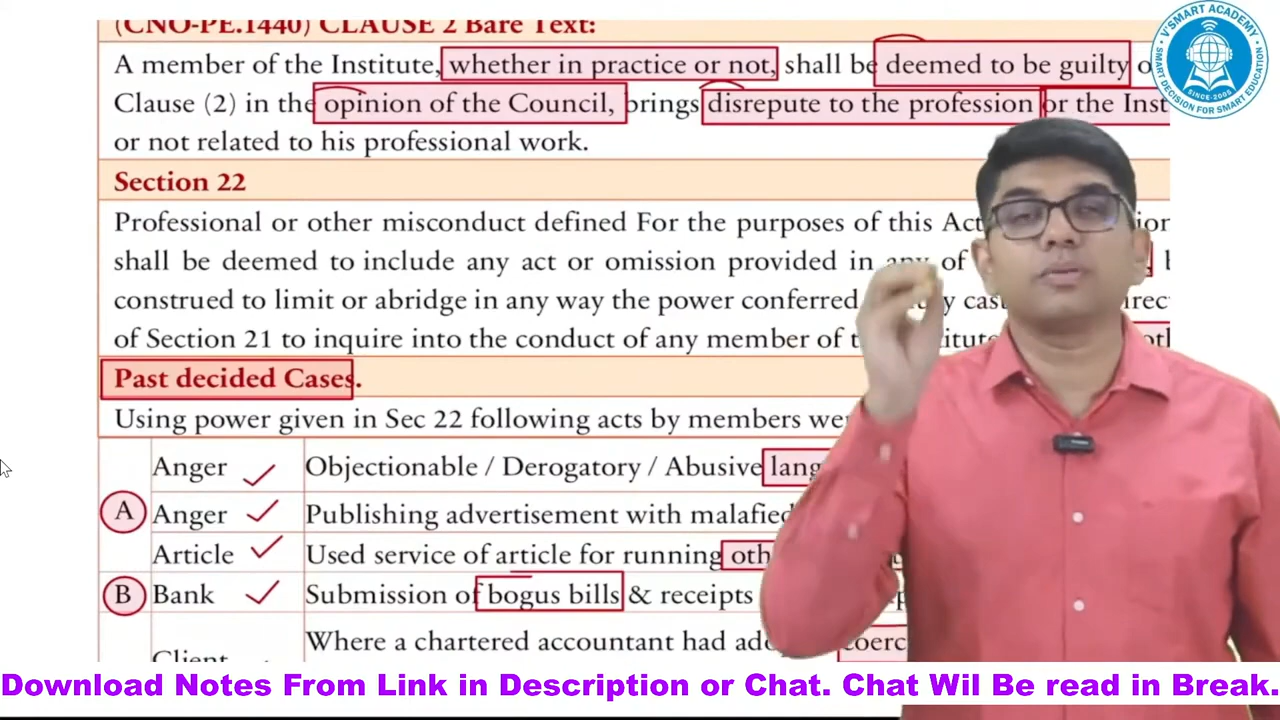 (CNO-PE.1440) CLAUSE 2 Bare Text:
A member of the Institute, whether in practice or not, shall be deemed to be guilty
Clause (2) in the opinion of the Council, brings disrepute to the profession or the Inst
or not related to his professional work.
Section 22
Professional or other misconduct defined For the purposes of this Act
shall be deemed to include any act or omission provided in any of
construed to limit or abridge in any way the power conferred
of Section 21 to inquire into the conduct of any member of
Past decided Cases.
Using power given in Sec 22 following acts by members
Anger Objectionable / Derogatory / Abusive
A Anger Publishing advertisement with
Article Used service of article for running
B Bank Submission of bogus bills & receipts
Client Where a chartered accountant had
V'SMART ACADEMY
SMART DECISION FOR SMART EDUCATION
SINCE-2005
Download Notes From Link in Description or Chat. Chat Wil Be read in Break.